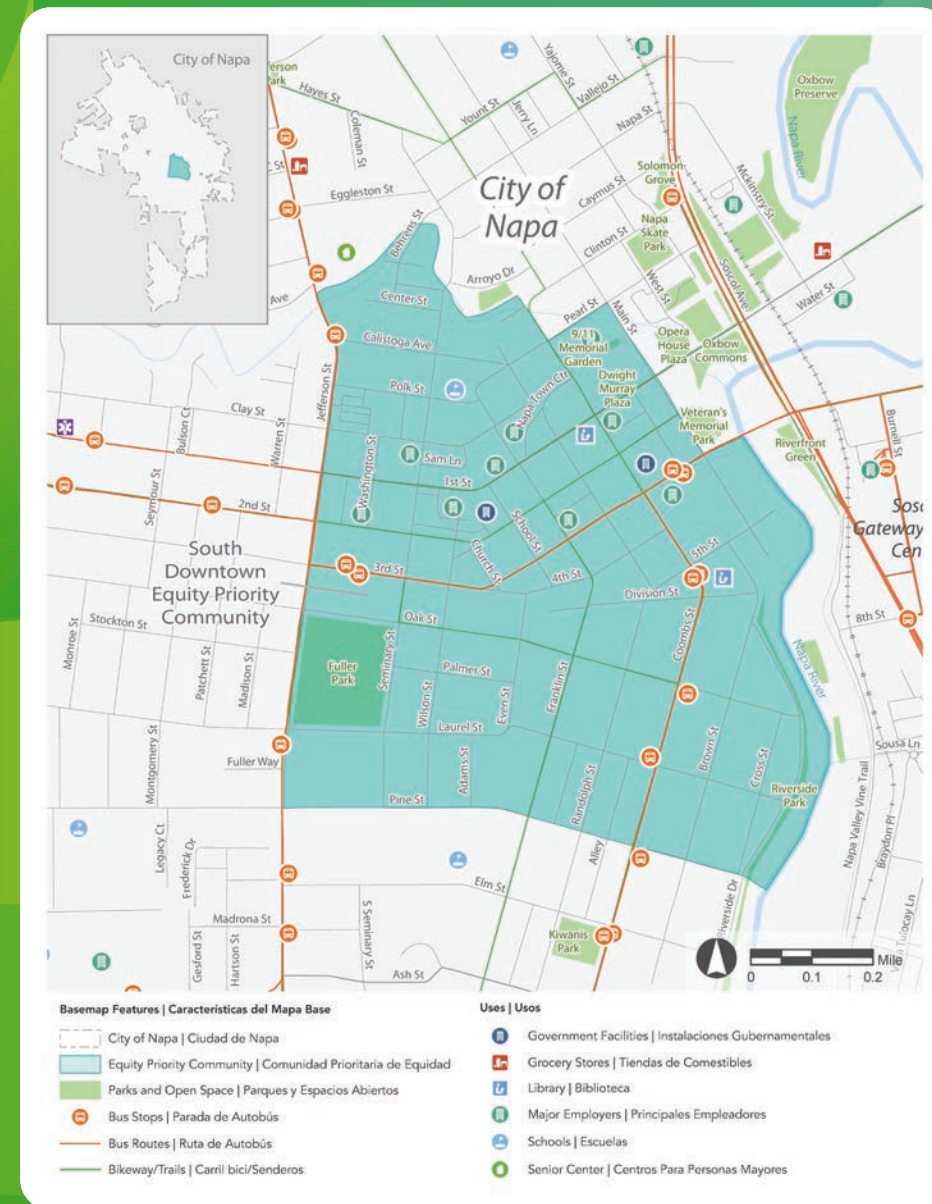 City of Napa
ferson
Park
Hayes St
Coleman St
Yount St
Jerry Ln
Yajome St
Vallejo St
Napa St
Oxbow
Preserve
Napa River
Eggleston St
City of
Napa
Caymus St
Solomon
Grove
Mckinstry St
Behrens St
Clinton St
Napa
Skate
Park
West St
Soscol Ave
Water St
Arroyo Dr
Ave
Center St
Pearl St
Main St
Calistoga Ave
9/11
Memorial
Garden
Opera
House
Plaza
Oxbow
Commons
Dwight
Murray
Plaza
Jefferson St
Polk St
Napa Town Ctr
Clay St
Bulson Ct
Warren St
Veteran's
Memorial
Park
Burnell St
Riverfront
Green
Washington St
Sam Ln
1st St
Seymour St
2nd St
School St
Church St
Gateway
South
Downtown
Equity Priority
Community
3rd St
4th St
5th St
Division St
Coombs St
8th St
Stockton St
Oak St
Monroe St
Patchett St
Madison St
Fuller
Park
Seminary St
Palmer St
Wilson St
Even St
Franklin St
Napa River
Laurel St
Montgomery St
Fuller Way
Adams St
Brown St
Cross St
Sousa Ln
Pine St
Randolph St
Riverside
Park
Napa Valley Vine Trail
Braydon Pl
Legacy Ct
Frederick Dr
Alley
Elm St
Riverside Dr
Tulocay Ln
Madrona St
Gesford St
Hartson St
S Seminary St
Kiwanis
Park
Ash St
0 0.1 0.2
Mile
Basemap Features | Características del Mapa Base
City of Napa | Ciudad de Napa
Equity Priority Community | Comunidad Prioritaria de Equidad
Parks and Open Space | Parques y Espacios Abiertos
Bus Stops | Parada de Autobús
Bus Routes | Ruta de Autobús
Bikeway/Trails | Carril bici/Senderos
Uses | Usos
Government Facilities | Instalaciones Gubernamentales
Grocery Stores | Tiendas de Comestibles
Library | Biblioteca
Major Employers | Principales Empleadores
Schools | Escuelas
Senior Center | Centros Para Personas Mayores